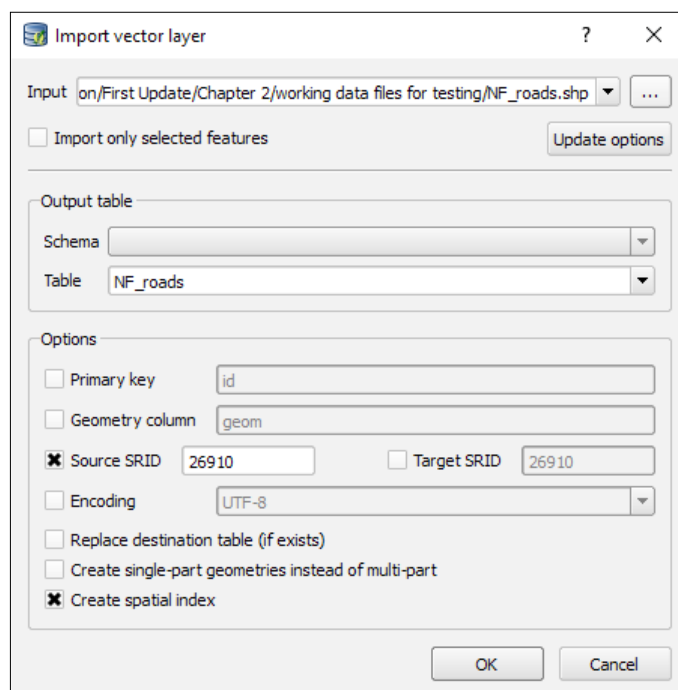 Import vector layer ?
Input on/First Update/Chapter 2/working data files for testing/NF_roads.shp ...
Import only selected features Update options
Output table
Schema
Table NF_roads
Options
Primary key id
Geometry column geom
Source SRID 26910 Target SRID 26910
Encoding UTF-8
Replace destination table (if exists)
Create single-part geometries instead of multi-part
Create spatial index
OK Cancel